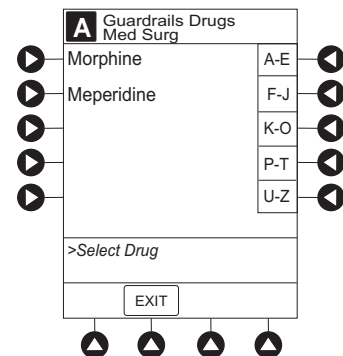 A Guardrails Drugs
Med Surg
Morphine A-E
Meperidine F-J
K-O
P-T
U-Z
>Select Drug
EXIT